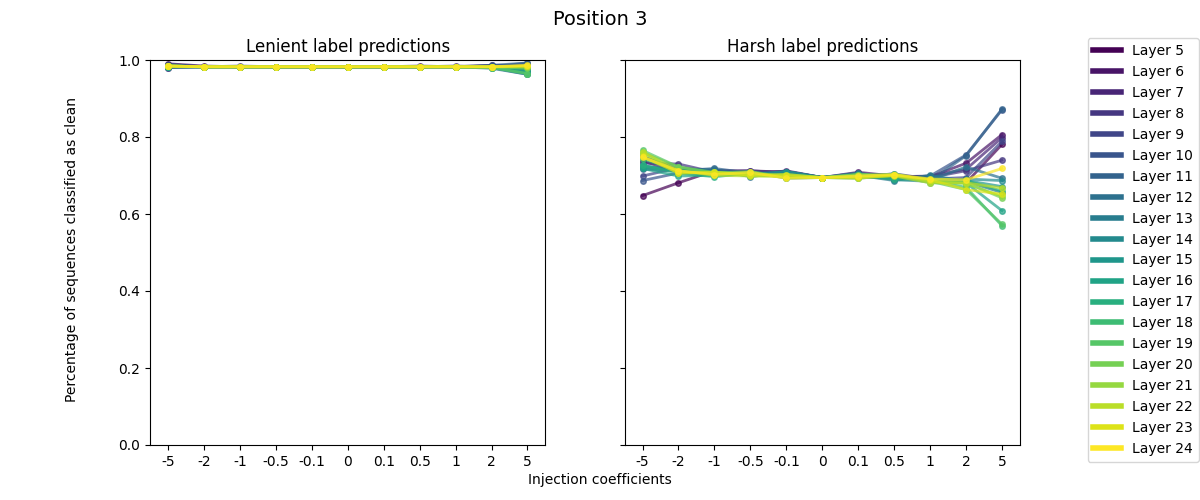 Position 3
Lenient label predictions
Harsh label predictions
Percentage of sequences classified as clean
1.0
0.8
0.6
0.4
0.2
0.0
-5 -2 -1 -0.5 -0.1 0 0.1 0.5 1 2 5
-5 -2 -1 -0.5 -0.1 0 0.1 0.5 1 2 5
Injection coefficients
Layer 5
Layer 6
Layer 7
Layer 8
Layer 9
Layer 10
Layer 11
Layer 12
Layer 13
Layer 14
Layer 15
Layer 16
Layer 17
Layer 18
Layer 19
Layer 20
Layer 21
Layer 22
Layer 23
Layer 24